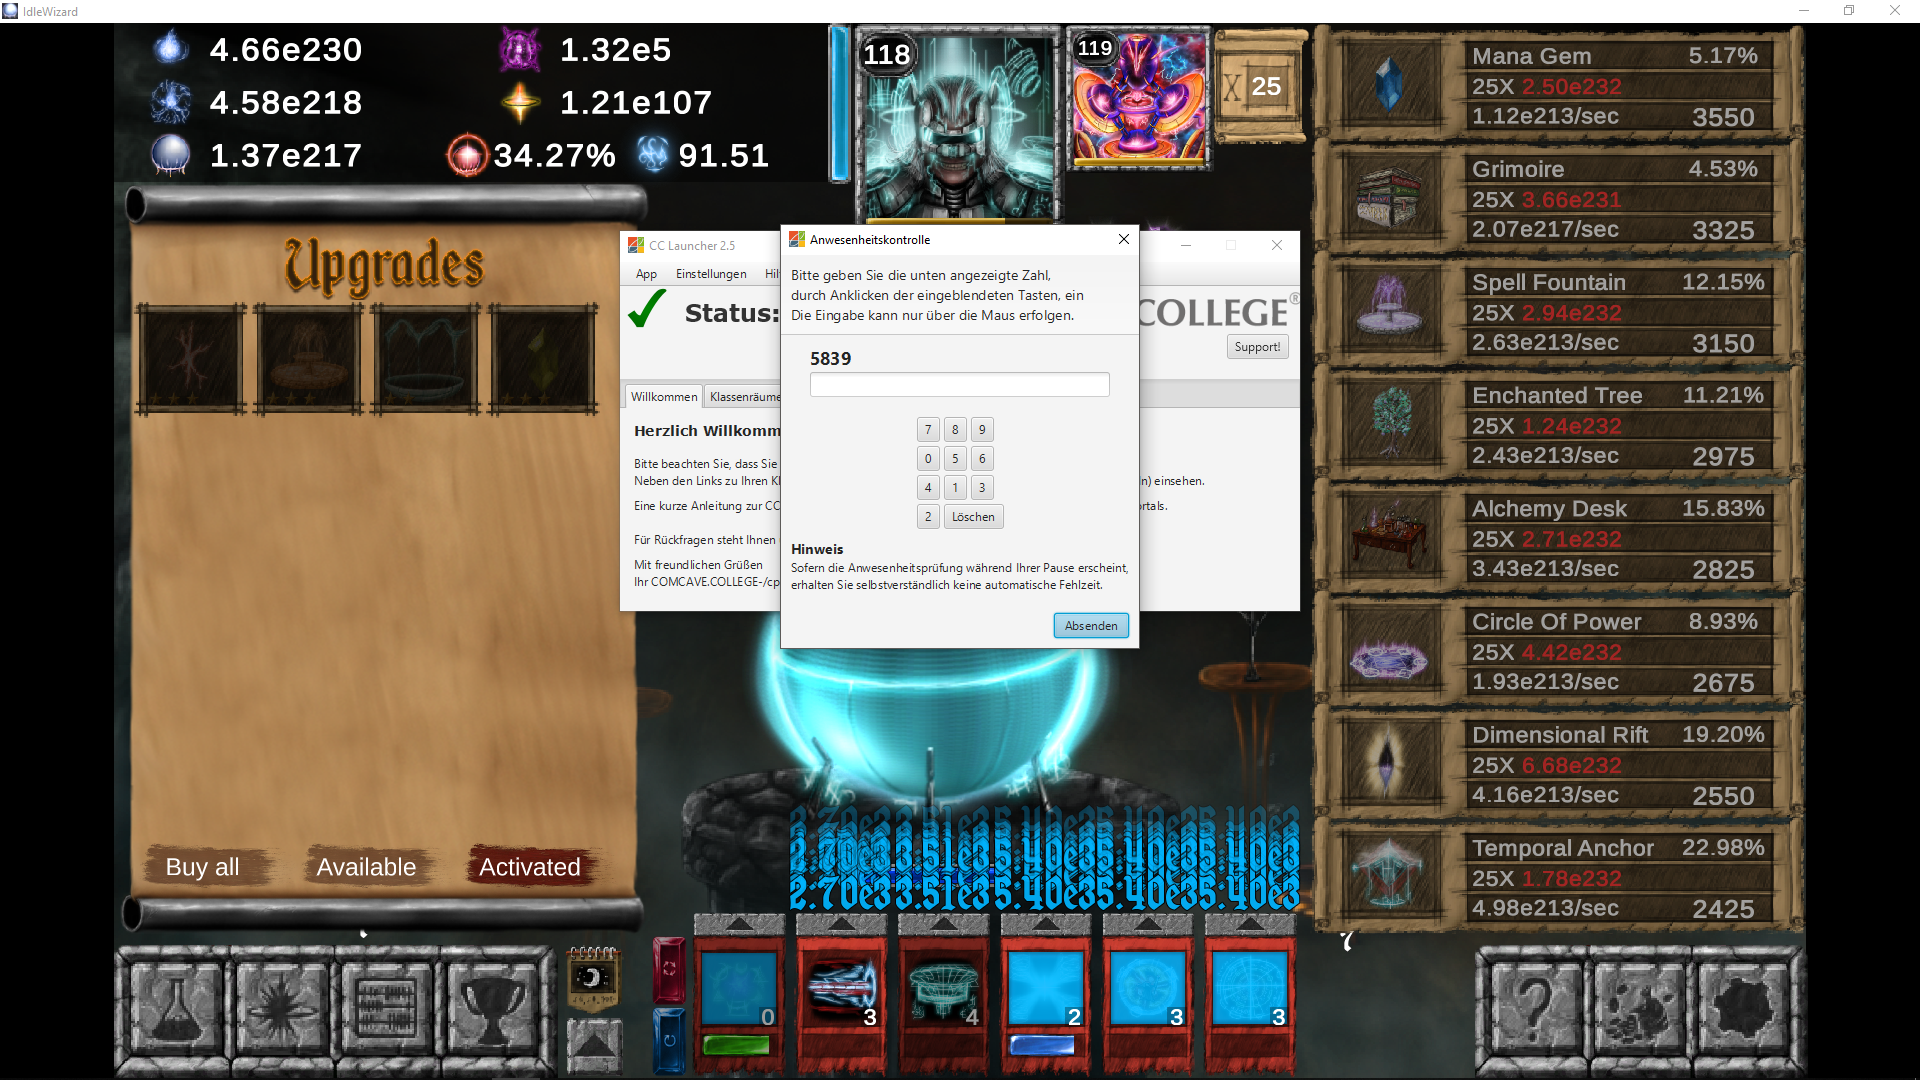 IdleWizard
4.66e230
1.32e5
4.58e218
1.21e107
1.37e217
34.27%
91.51
118
119
X 25
Upgrades
Buy all
Available
Activated
CC Launcher 2.5
App Einstellungen
Status:
COLLEGE®
Support!
Willkommen
Klassenräume
Bitte beachten Sie, dass Sie
Neben den Links zu Ihren
einsehen.
Eine kurze Anleitung zur CC
Für Rückfragen steht Ihnen
Mit freundlichen Grüßen
Ihr COMCAVE.COLLEGE-/cp
Anwesenheitskontrolle
Bitte geben Sie die unten angezeigte Zahl,
durch Anklicken der eingeblendeten Tasten, ein
Die Eingabe kann nur über die Maus erfolgen.
5839
7 8 9
0 5 6
4 1 3
2 Löschen
Hinweis
Sofern die Anwesenheitsprüfung während Ihrer Pause erscheint,
erhalten Sie selbstverständlich keine automatische Fehlzeit.
Absenden
Mana Gem 5.17%
25X 2.50e232
1.12e213/sec 3550
Grimoire 4.53%
25X 3.66e231
2.07e217/sec 3325
Spell Fountain 12.15%
25X 2.94e232
2.63e213/sec 3150
Enchanted Tree 11.21%
25X 1.24e232
2.43e213/sec 2975
Alchemy Desk 15.83%
25X 2.71e232
3.43e213/sec 2825
Circle Of Power 8.93%
25X 4.42e232
1.93e213/sec 2675
Dimensional Rift 19.20%
25X 6.68e232
4.16e213/sec 2550
Temporal Anchor 22.98%
25X 1.78e232
4.98e213/sec 2425
0
3
4
2
3
3